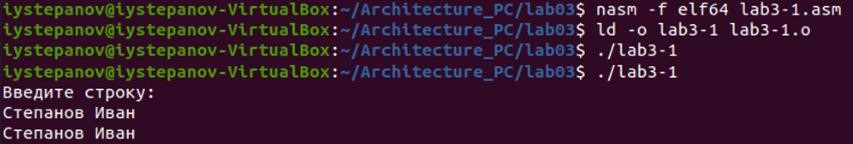 iystepanov@iystepanov-VirtualBox:~/Architecture_PC/lab03$ nasm -f elf64 lab3-1.asm
iystepanov@iystepanov-VirtualBox:~/Architecture_PC/lab03$ ld -o lab3-1 lab3-1.o
iystepanov@iystepanov-VirtualBox:~/Architecture_PC/lab03$ ./lab3-1
iystepanov@iystepanov-VirtualBox:~/Architecture_PC/lab03$ ./lab3-1
Введите строку:
Степанов Иван
Степанов Иван